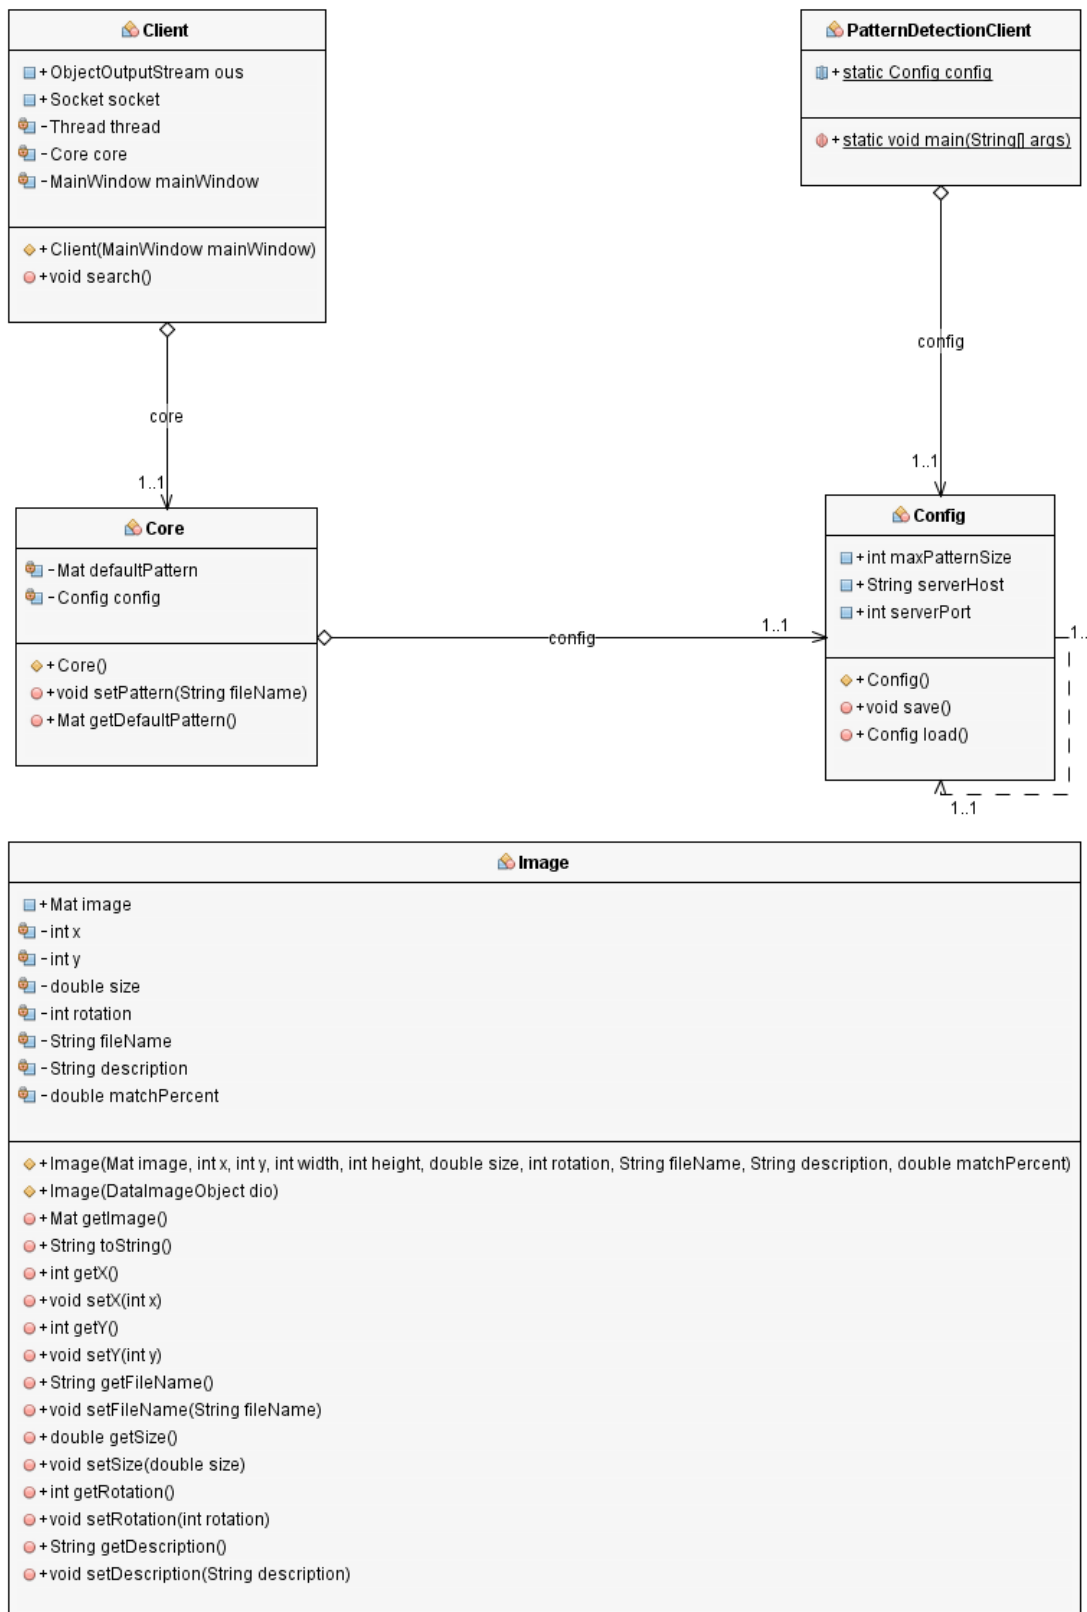 Client
+ ObjectOutputStream ous
+ Socket socket
- Thread thread
- Core core
- MainWindow mainWindow
+ Client(MainWindow mainWindow)
+ void search()
PatternDetectionClient
+ static Config config
+ static void main(String[] args)
core
1..1
config
1..1
Core
- Mat defaultPattern
- Config config
+ Core()
+ void setPattern(String fileName)
+ Mat getDefaultPattern()
config
1..1
Config
+ int maxPatternSize
+ String serverHost
+ int serverPort
+ Config()
+ void save()
+ Config load()
1..
1..1
Image
+ Mat image
- int x
- int y
- double size
- int rotation
- String fileName
- String description
- double matchPercent
+ Image(Mat image, int x, int y, int width, int height, double size, int rotation, String fileName, String description, double matchPercent)
+ Image(DataImageObject dio)
+ Mat getImage()
+ String toString()
+ int getX()
+ void setX(int x)
+ int getY()
+ void setY(int y)
+ String getFileName()
+ void setFileName(String fileName)
+ double getSize()
+ void setSize(double size)
+ int getRotation()
+ void setRotation(int rotation)
+ String getDescription()
+ void setDescription(String description)